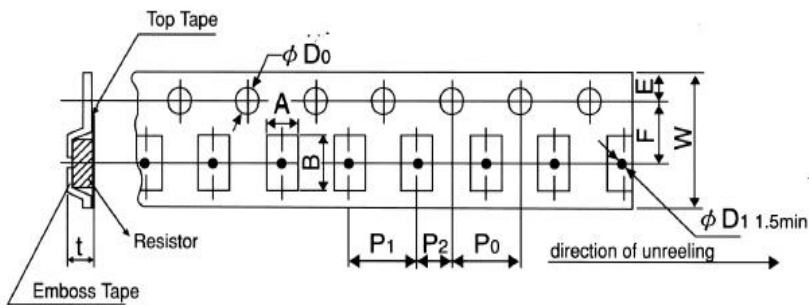 Top Tape
ϕ D0
A
B
E
F
W
ϕ D1 1.5min
Resistor
t
P1
P2
P0
direction of unreeling
Emboss Tape